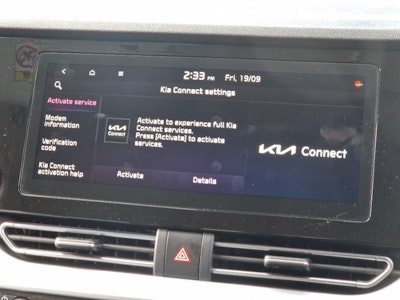 2:33 PM Fri, 19/09
Kia Connect settings
Activate service
Modem
information
Verification
code
Kia Connect
activation help
KIA
Connect
Activate to experience full Kia
Connect services.
Press [Activate] to activate
services.
Activate
Details
KIA Connect